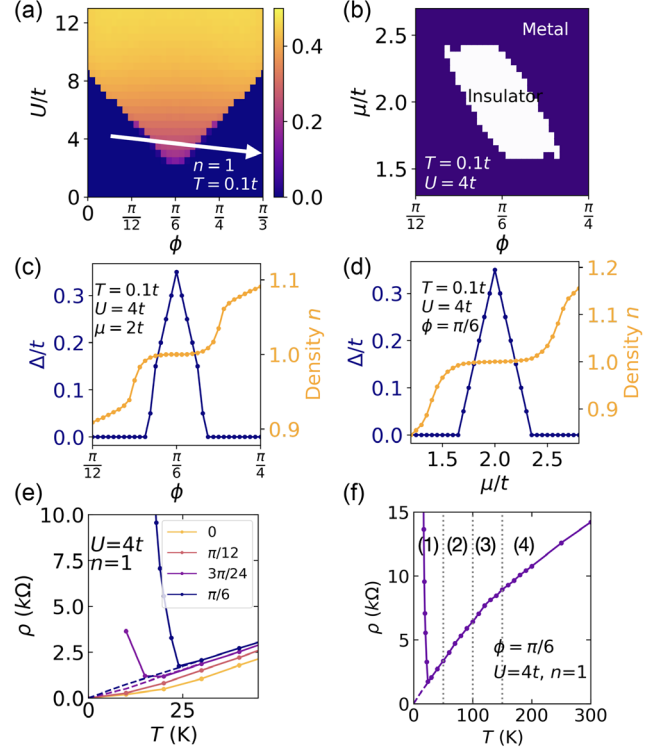 (a)
U/t
12
8
4
0
n = 1
T = 0.1t
0
π/12
π/6
π/4
π/3
ϕ
0.4
0.2
0.0
(b)
μ/t
2.5
2.0
1.5
Metal
Insulator
T = 0.1t
U = 4t
π/12
π/6
π/4
ϕ
(c)
Δ/t
0.3
0.2
0.1
0.0
T = 0.1t
U = 4t
μ = 2t
π/12
π/6
π/4
ϕ
1.1
1.0
0.9
Density n
(d)
Δ/t
0.3
0.2
0.1
0.0
T = 0.1t
U = 4t
ϕ = π/6
1.5
2.0
2.5
μ/t
1.2
1.1
1.0
0.9
Density n
(e)
ρ (kΩ)
10.0
7.5
5.0
2.5
0.0
U=4t
n=1
0
π/12
3π/24
π/6
0
25
T (K)
(f)
ρ (kΩ)
15
10
5
0
(1) (2) (3) (4)
ϕ = π/6
U=4t, n=1
0
100
200
300
T (K)